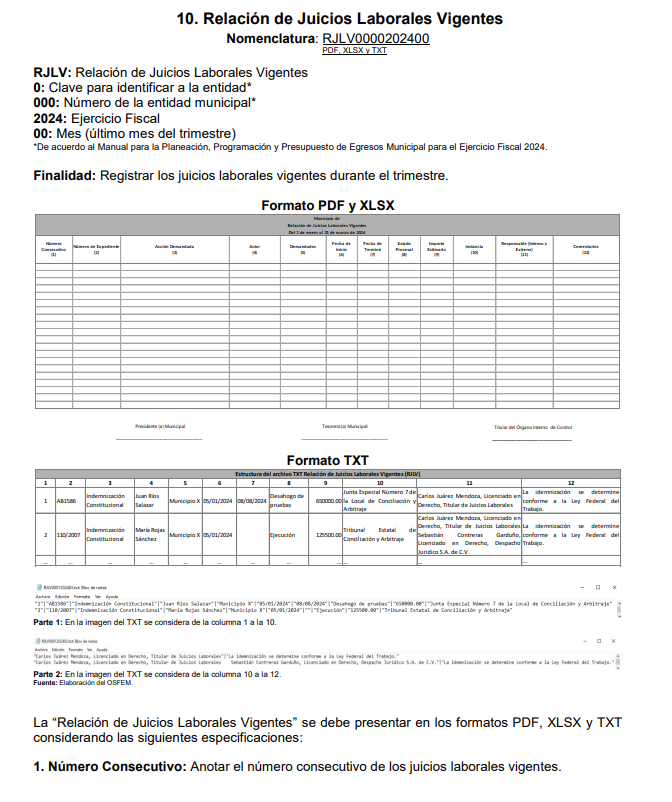 10. Relación de Juicios Laborales Vigentes
Nomenclatura: RJLV0000202400
PDF, XLSX y TXT
RJLV: Relación de Juicios Laborales Vigentes
0: Clave para identificar a la entidad*
000: Número de la entidad municipal*
2024: Ejercicio Fiscal
00: Mes (último mes del trimestre)
*De acuerdo al Manual para la Planeación, Programación y Presupuesto de Egresos Municipal para el Ejercicio Fiscal 2024.
Finalidad: Registrar los juicios laborales vigentes durante el trimestre.
Formato PDF y XLSX
Municipio de
Relación de Juicios Laborales Vigentes
Del 1 de enero al 31 de marzo de 2024
Número Consecutivo (1) Número de Expediente (2) Acción Demandada (3) Actor (4) Demandados (5) Fecha de Inicio (6) Fecha de Terminó (7) Estado Procesal (8) Importe Estimado (9) Instancia (10) Responsable (Interno y Externo) (11) Comentarios (12)
Presidente (a) Municipal Tesorero(a) Municipal Titular del Órgano Interno de Control
Formato TXT
Estructura del archivo TXT Relación de Juicios Laborales Vigentes (RJLV)
1 2 3 4 5 6 7 8 9 10 11 12
1 AB1586 Indemnización Constitucional Juan Ríos Salazar Municipio X 05/01/2024 08/08/2024 Desahogo de pruebas 650000.00 Junta Especial Número 7 de la Local de Conciliación y Arbitraje Carlos Juárez Mendoza, Licenciado en Derecho, Titular de Juicios Laborales La idemnización se determine conforme a la Ley Federal del Trabajo.
2 110/2007 Indemnización Constitucional María Rojas Sánchez Municipio X 05/01/2024 Ejecución 125500.00 Tribunal Estatal de Conciliación y Arbitraje Carlos Juárez Mendoza, Licenciado en Derecho, Titular de Juicios Laborales Sebastián Contreras Garduño, Licenciado en Derecho, Despacho Jurídico S.A. de C.V. La idemnización se determine conforme a la Ley Federal del Trabajo.
... ... ... ... ... ... ... ... ... ... ... ...
Archivo Edición Formato Ver Ayuda
"1"|"AB1586"|"Indemnización Constitucional"|"Juan Ríos Salazar"|"Municipio X"|"05/01/2024"|"08/08/2024"|"Desahogo de pruebas"|"650000.00"|"Junta Especial Número 7 de la Local de Conciliación y Arbitraje"
"2"|"110/2007"|"Indemnización Constitucional"|"María Rojas Sánchez"|"Municipio X"|"05/01/2024"|""|"Ejecución"|"125500.00"|"Tribunal Estatal de Conciliación y Arbitraje"
Parte 1: En la imagen del TXT se considera de la columna 1 a la 10.
Archivo Edición Formato Ver Ayuda
"Carlos Juárez Mendoza, Licenciado en Derecho, Titular de Juicios Laborales"|"La idemnización se determine conforme a la Ley Federal del Trabajo."
"Carlos Juárez Mendoza, Licenciado en Derecho, Titular de Juicios Laborales Sebastián Contreras Garduño, Licenciado en Derecho, Despacho Jurídico S.A. de C.V."|"La idemnización se determine conforme a la Ley Federal del Trabajo."
Parte 2: En la imagen del TXT se considera de la columna 10 a la 12.
Fuente: Elaboración del OSFEM.
La “Relación de Juicios Laborales Vigentes” se debe presentar en los formatos PDF, XLSX y TXT
considerando las siguientes especificaciones:
1. Número Consecutivo: Anotar el número consecutivo de los juicios laborales vigentes.